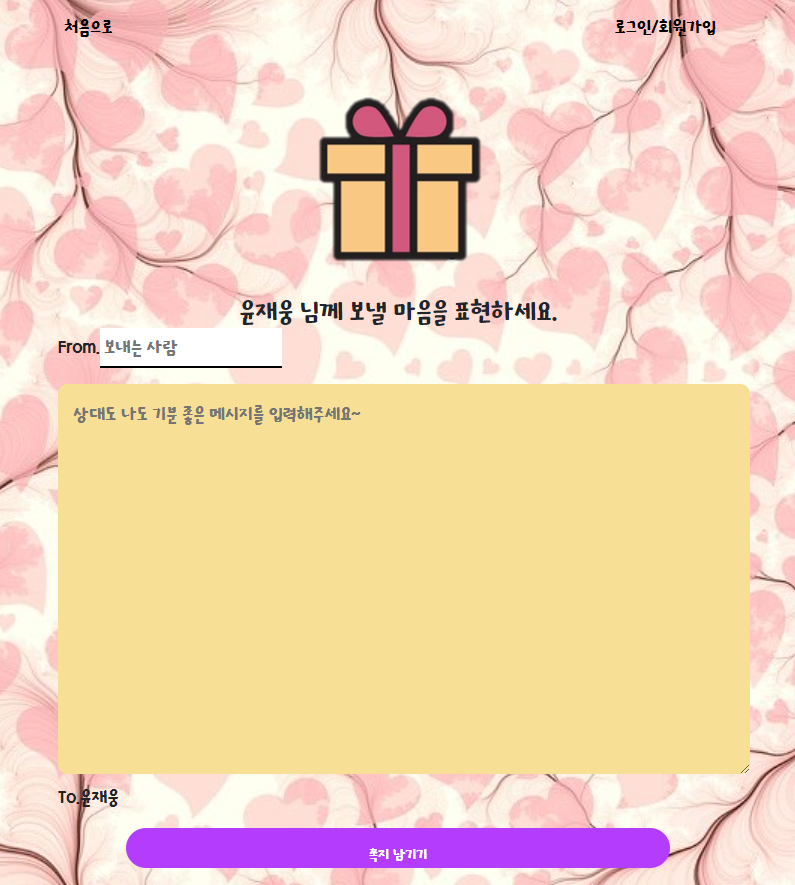 처음으로
로그인/회원가입
윤재웅 님께 보낼 마음을 표현하세요.
From. 보내는 사람
상대도 나도 기분 좋은 메시지를 입력해주세요~
To.윤재웅
쪽지 남기기